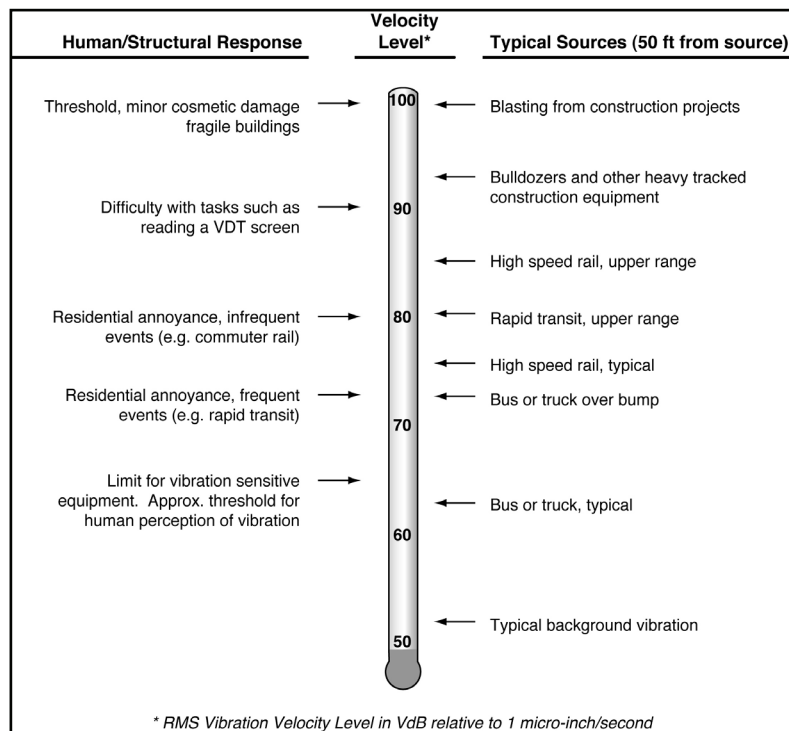 Human/Structural Response
Velocity
Level*
Typical Sources (50 ft from source)
Threshold, minor cosmetic damage
fragile buildings
100
Blasting from construction projects
Bulldozers and other heavy tracked
construction equipment
Difficulty with tasks such as
reading a VDT screen
90
High speed rail, upper range
Residential annoyance, infrequent
events (e.g. commuter rail)
80
Rapid transit, upper range
High speed rail, typical
Residential annoyance, frequent
events (e.g. rapid transit)
Bus or truck over bump
70
Limit for vibration sensitive
equipment. Approx. threshold for
human perception of vibration
Bus or truck, typical
60
Typical background vibration
50
* RMS Vibration Velocity Level in VdB relative to 1 micro-inch/second